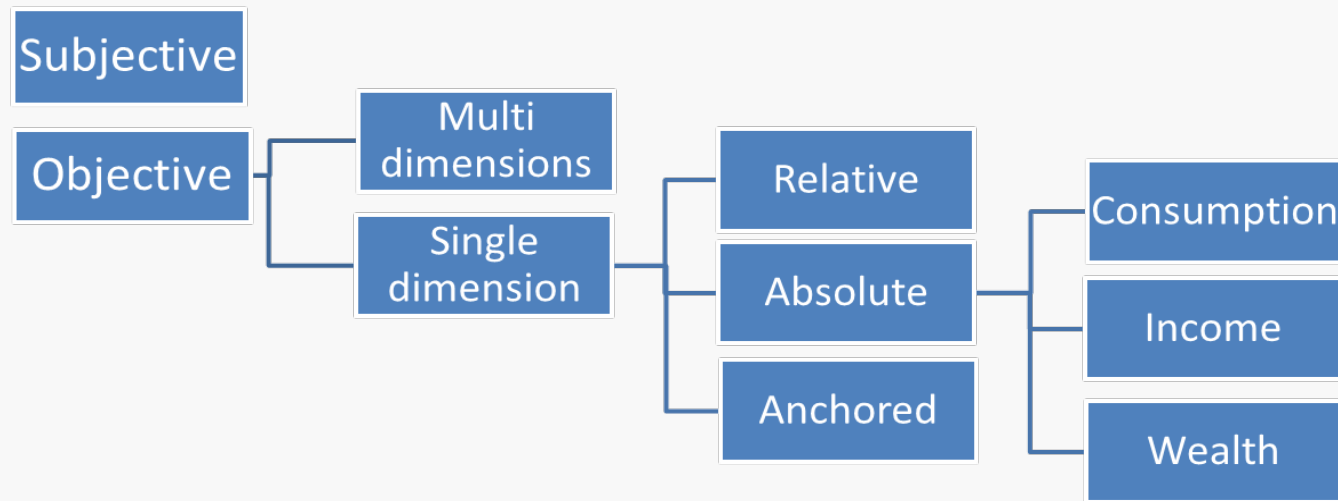 Subjective
Objective
Multi
dimensions
Single
dimension
Relative
Absolute
Anchored
Consumption
Income
Wealth